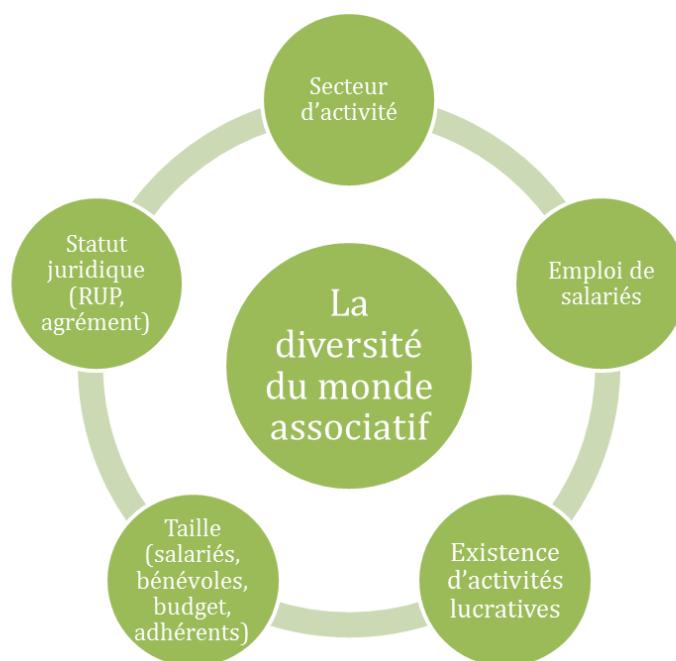 Secteur
d’activité
Emploi de
salariés
Existence
d’activités
lucratives
Taille
(salariés,
bénévoles,
budget,
adhérents)
Statut
juridique
(RUP,
agrément)
La
diversité
du monde
associatif